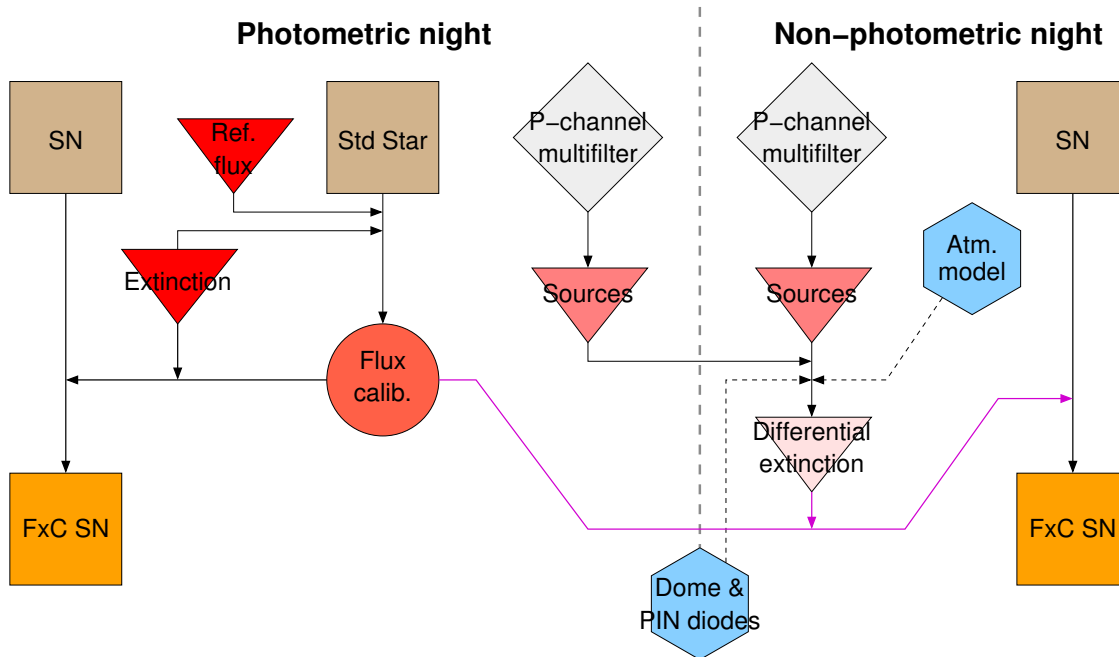 Photometric night
Non−photometric night
SN
Ref.
flux
Std Star
P−channel
multifilter
P−channel
multifilter
SN
Extinction
Sources
Sources
Atm.
model
Flux
calib.
Differential
extinction
FxC SN
FxC SN
Dome &
PIN diodes